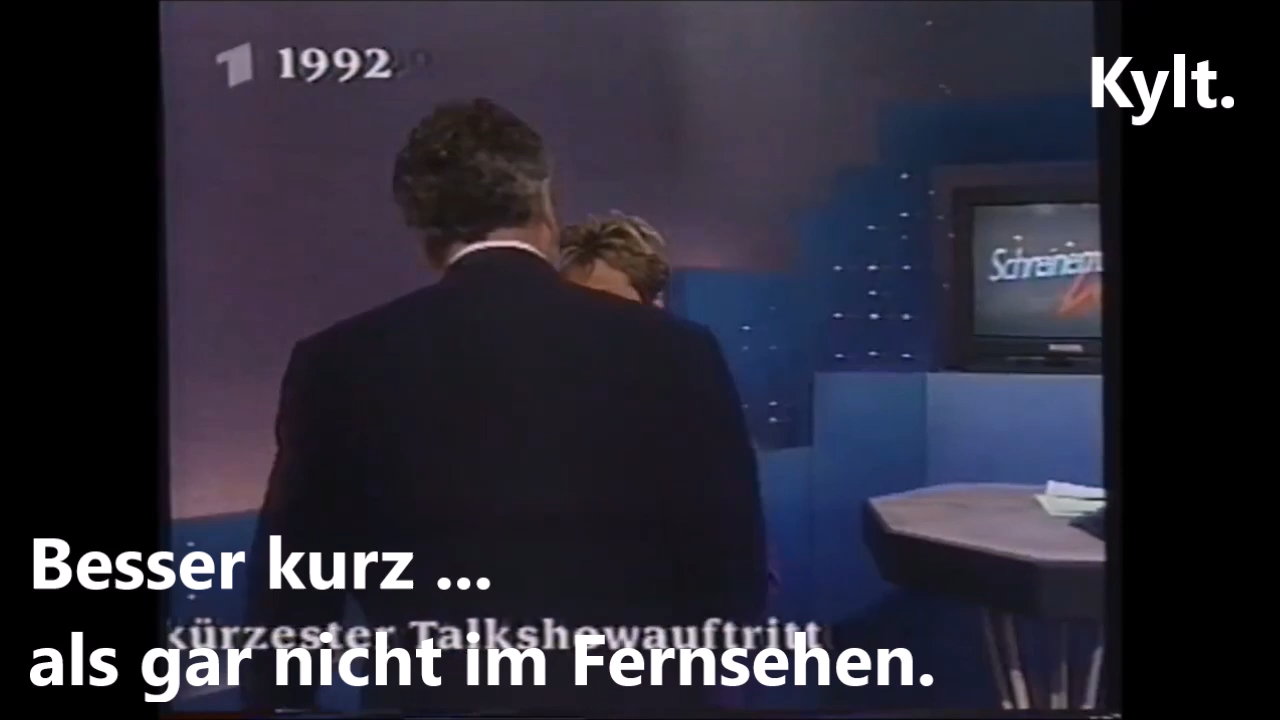 1992
Kylt.
Besser kurz ...
kürzester Talkshowauftritt
als gar nicht im Fernsehen.